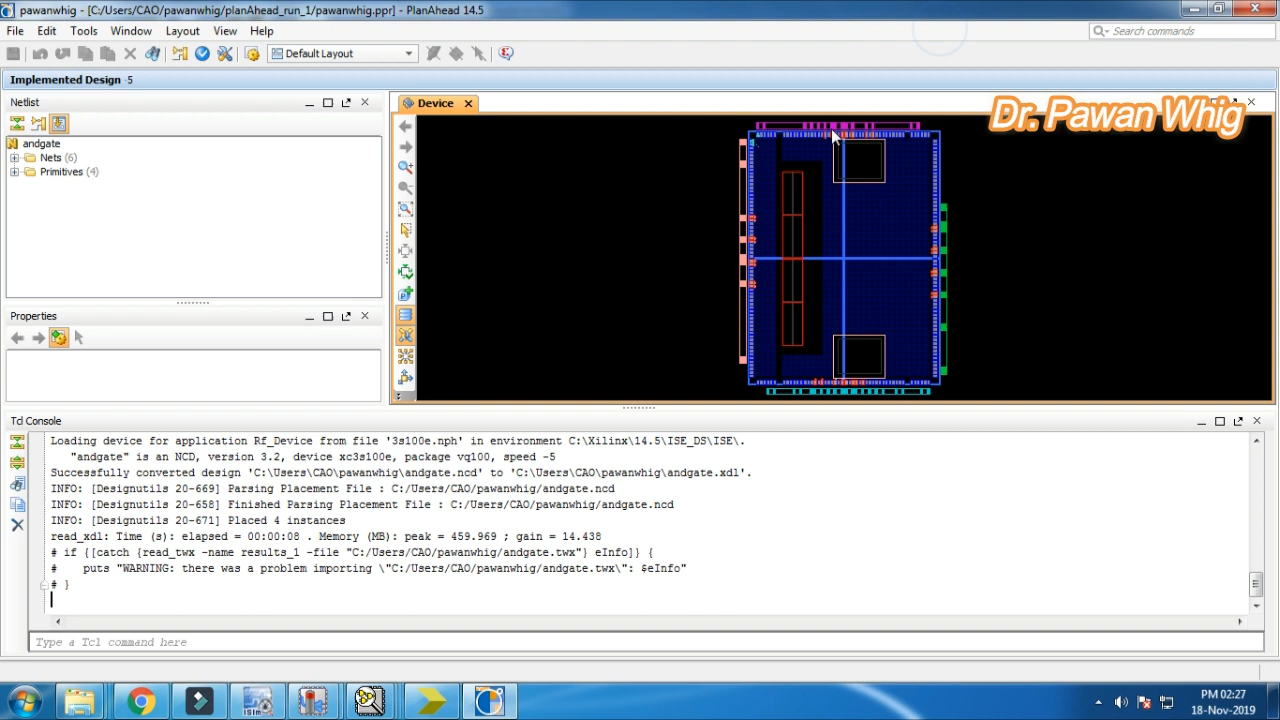 pawanwhig - [C:/Users/CAO/pawanwhig/planAhead_run_1/pawanwhig.ppr] - PlanAhead 14.5
File Edit Tools Window Layout View Help
Search commands
Default Layout
Implemented Design -5
Netlist
Device
Dr. Pawan Whig
andgate
Nets (6)
Primitives (4)
Properties
Tcl Console
Loading device for application Rf_Device from file '3s100e.nph' in environment C:\Xilinx\14.5\ISE_DS\ISE\.
"andgate" is an NCD, version 3.2, device xc3s100e, package vq100, speed -5
Successfully converted design 'C:\Users\CAO\pawanwhig\andgate.ncd' to 'C:\Users\CAO\pawanwhig\andgate.xdl'.
INFO: [Designutils 20-669] Parsing Placement File : C:/Users/CAO/pawanwhig/andgate.ncd
INFO: [Designutils 20-658] Finished Parsing Placement File : C:/Users/CAO/pawanwhig/andgate.ncd
INFO: [Designutils 20-671] Placed 4 instances
read_xdl: Time (s): elapsed = 00:00:08 . Memory (MB): peak = 459.969 ; gain = 14.438
# if {[catch {read_twx -name results_1 -file "C:/Users/CAO/pawanwhig/andgate.twx"} eInfo]} {
# puts "WARNING: there was a problem importing \"C:/Users/CAO/pawanwhig/andgate.twx\": $eInfo"
# }
Type a Tcl command here
ISim
PM 02:27
18-Nov-2019